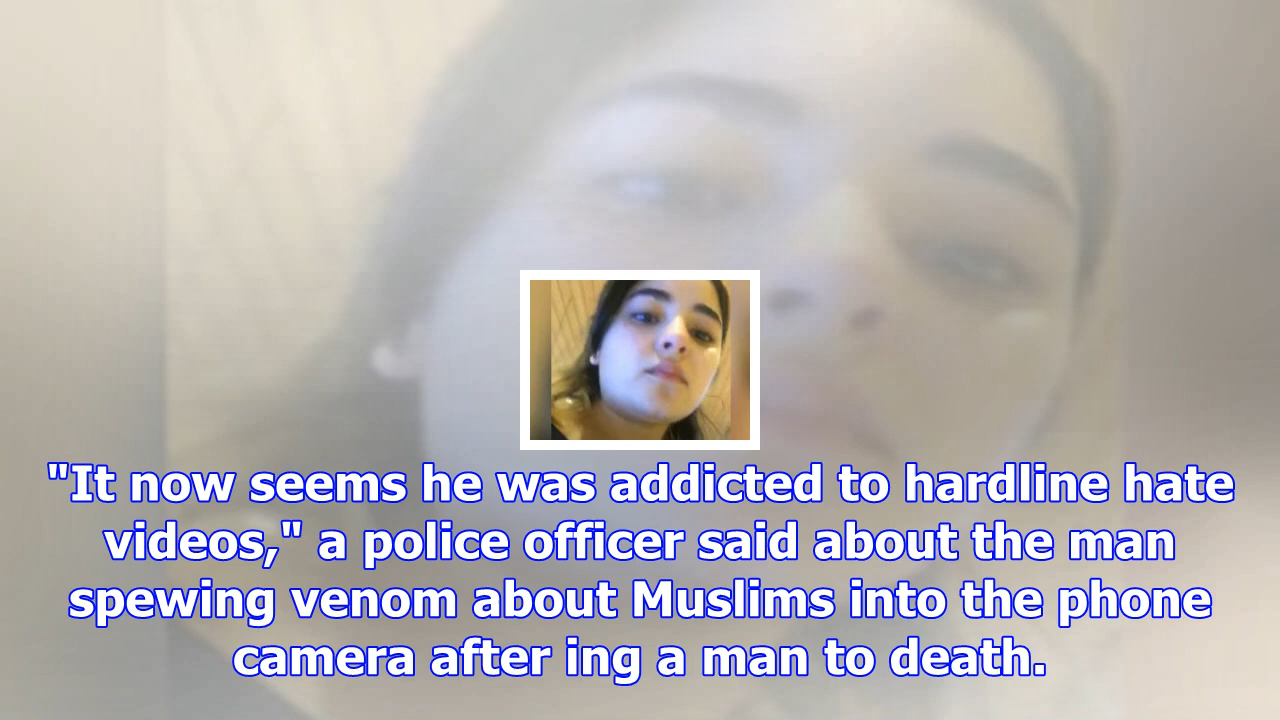 "It now seems he was addicted to hardline hate
videos," a police officer said about the man
spewing venom about Muslims into the phone
camera after ing a man to death.